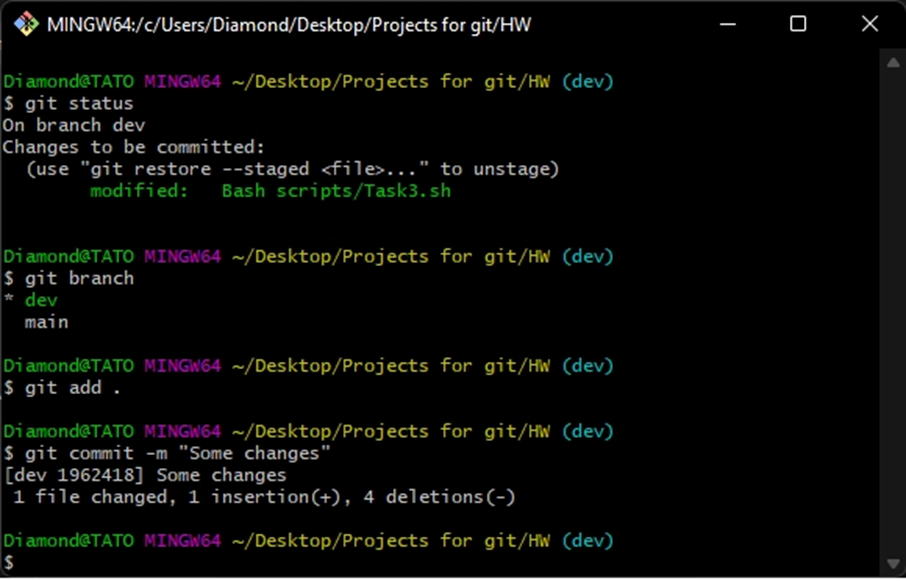 MINGW64:/c/Users/Diamond/Desktop/Projects for git/HW
Diamond@TATO MINGW64 ~/Desktop/Projects for git/HW (dev)
$ git status
On branch dev
Changes to be committed:
  (use "git restore --staged <file>..." to unstage)
        modified:   Bash scripts/Task3.sh
Diamond@TATO MINGW64 ~/Desktop/Projects for git/HW (dev)
$ git branch
* dev
  main
Diamond@TATO MINGW64 ~/Desktop/Projects for git/HW (dev)
$ git add .
Diamond@TATO MINGW64 ~/Desktop/Projects for git/HW (dev)
$ git commit -m "Some changes"
[dev 1962418] Some changes
 1 file changed, 1 insertion(+), 4 deletions(-)
Diamond@TATO MINGW64 ~/Desktop/Projects for git/HW (dev)
$